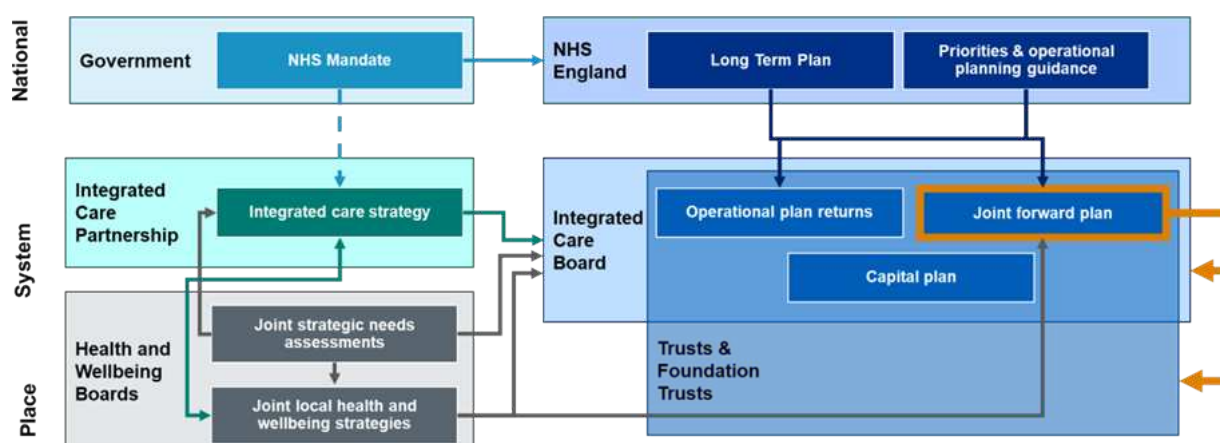 National
Government
NHS Mandate
NHS
England
Long Term Plan
Priorities & operational
planning guidance
System
Integrated
Care
Partnership
Integrated care strategy
Integrated
Care
Board
Operational plan returns
Joint forward plan
Capital plan
Place
Health and
Wellbeing
Boards
Joint strategic needs
assessments
Joint local health and
wellbeing strategies
Trusts &
Foundation
Trusts